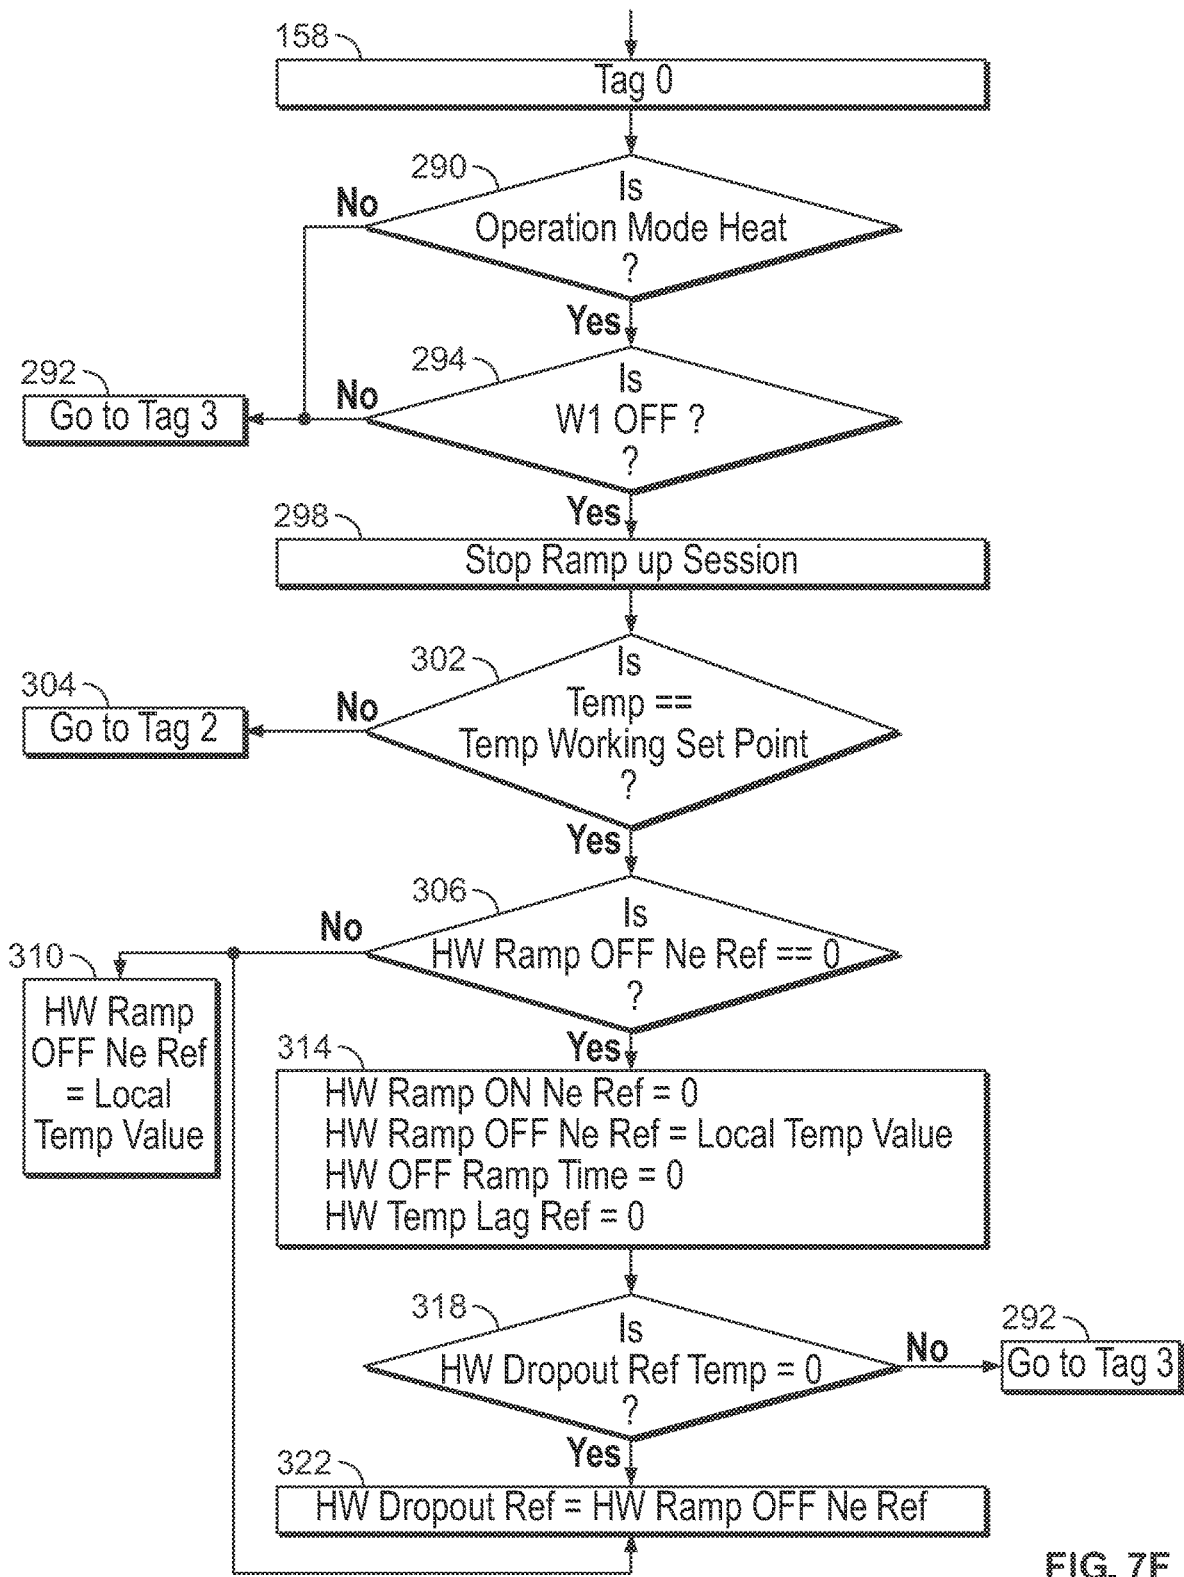 158
Tag 0
290
Is
Operation Mode Heat
?
No
Yes
292
Go to Tag 3
294
Is
W1 OFF ?
?
No
Yes
298
Stop Ramp up Session
302
Is
Temp ==
Temp Working Set Point
?
304
Go to Tag 2
No
Yes
306
Is
HW Ramp OFF Ne Ref == 0
?
No
Yes
310
HW Ramp
OFF Ne Ref
= Local
Temp Value
314
HW Ramp ON Ne Ref = 0
HW Ramp OFF Ne Ref = Local Temp Value
HW OFF Ramp Time = 0
HW Temp Lag Ref = 0
318
Is
HW Dropout Ref Temp = 0
?
No
292
Go to Tag 3
Yes
322
HW Dropout Ref = HW Ramp OFF Ne Ref
FIG. 7F